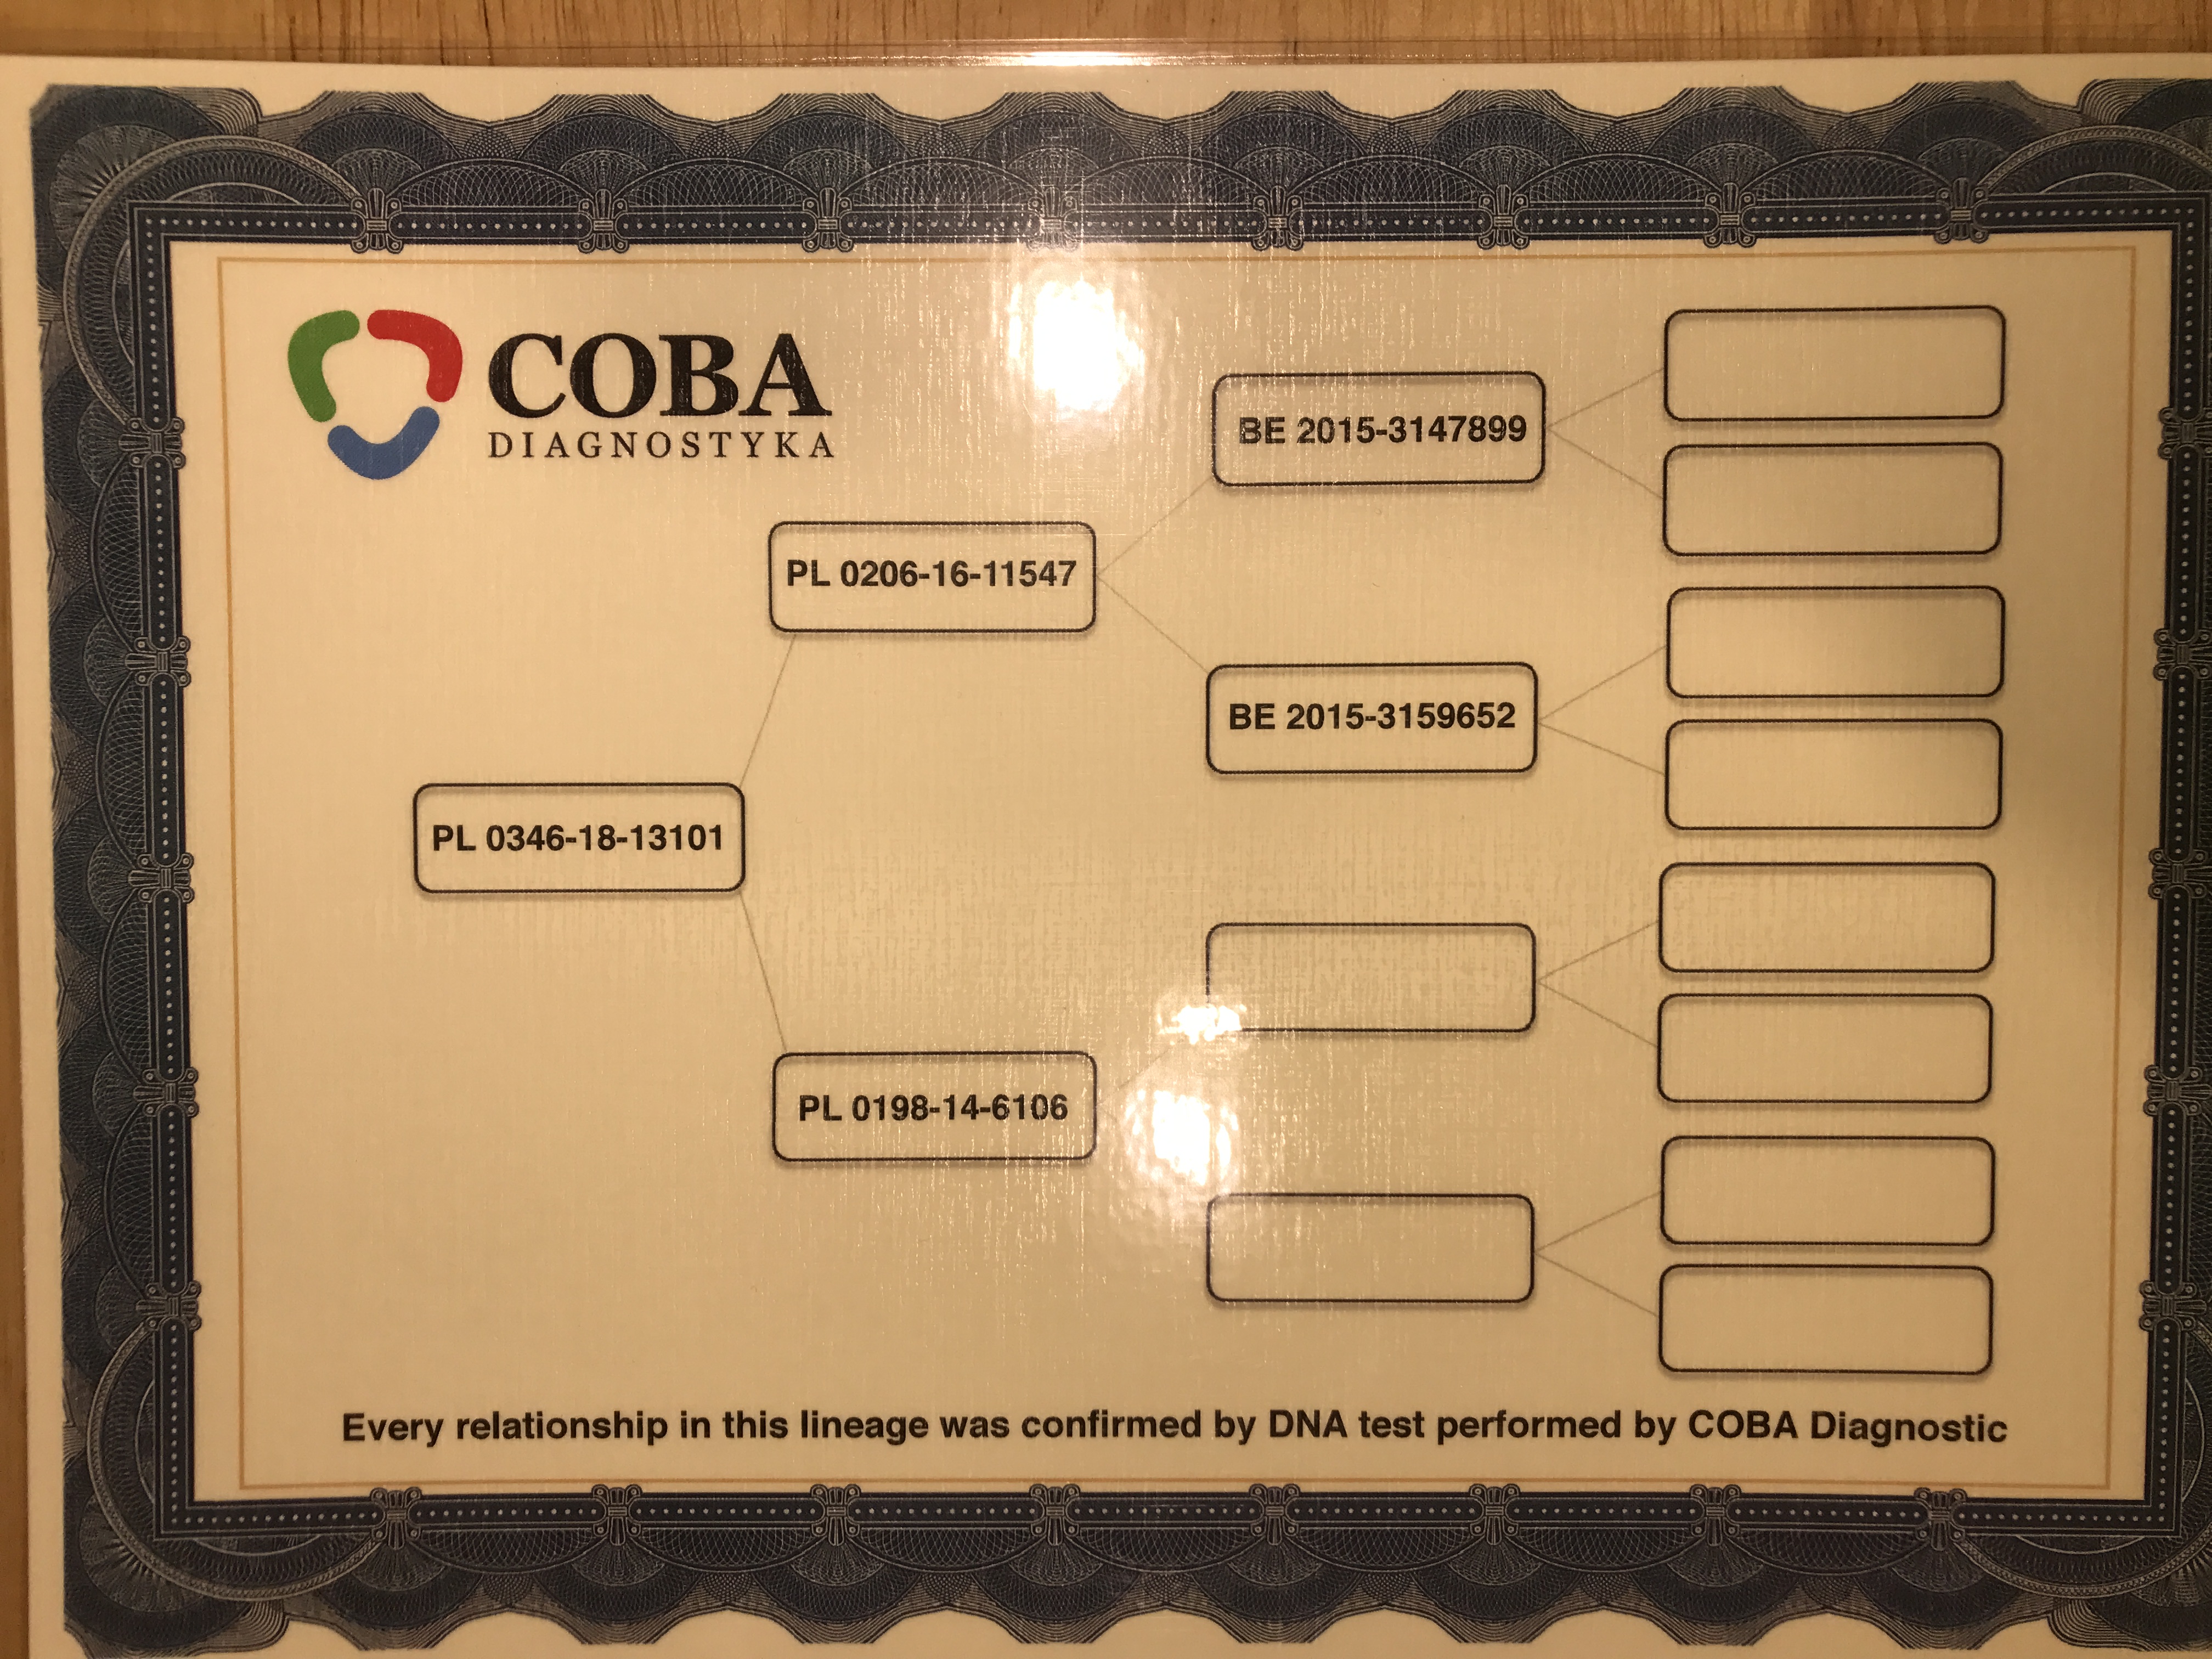 COBA
DIAGNOSTYKA
BE 2015-3147899
PL 0206-16-11547
BE 2015-3159652
PL 0346-18-13101
PL 0198-14-6106
Every relationship in this lineage was confirmed by DNA test performed by COBA Diagnostic